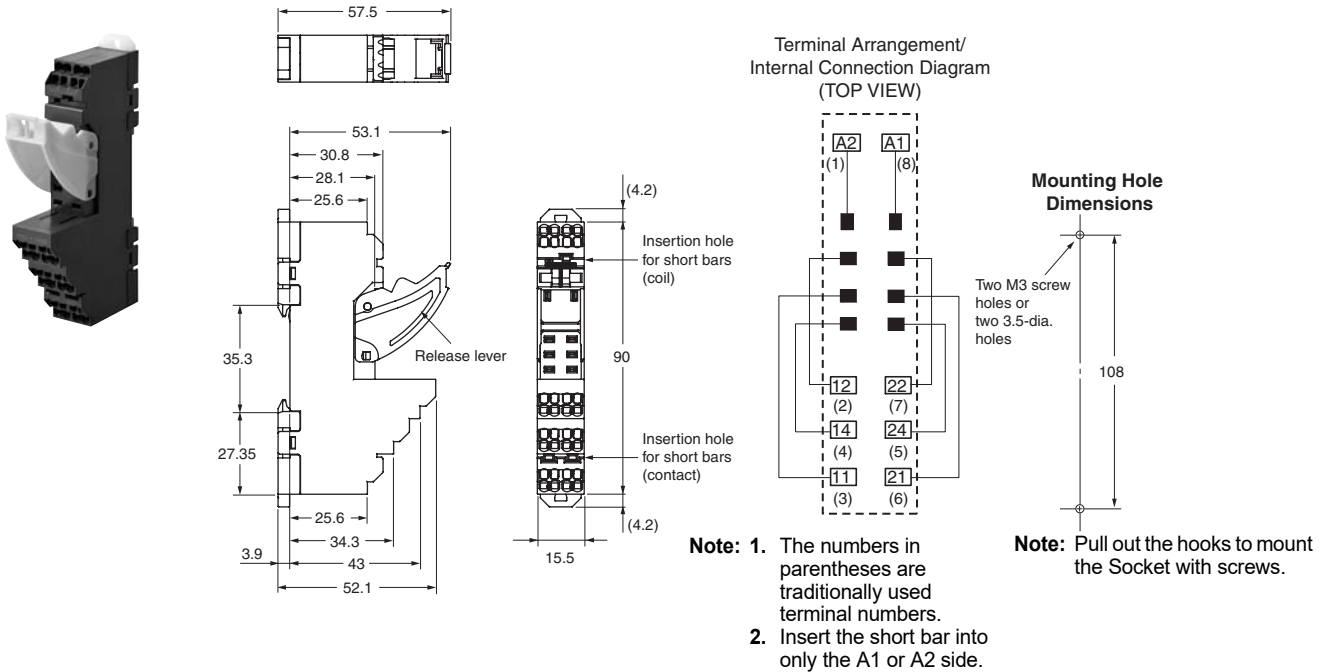 57.5
53.1
30.8
28.1
25.6
35.3
27.35
Release lever
25.6
34.3
3.9
43
52.1
(4.2)
Insertion hole
for short bars
(coil)
90
Insertion hole
for short bars
(contact)
(4.2)
15.5
Terminal Arrangement/
Internal Connection Diagram
(TOP VIEW)
A2 A1
(1) (8)
12 22
(2) (7)
14 24
(4) (5)
11 21
(3) (6)
Note: 1. The numbers in
parentheses are
traditionally used
terminal numbers.
2. Insert the short bar into
only the A1 or A2 side.
Mounting Hole
Dimensions
Two M3 screw
holes or
two 3.5-dia.
holes
108
Note: Pull out the hooks to mount
the Socket with screws.